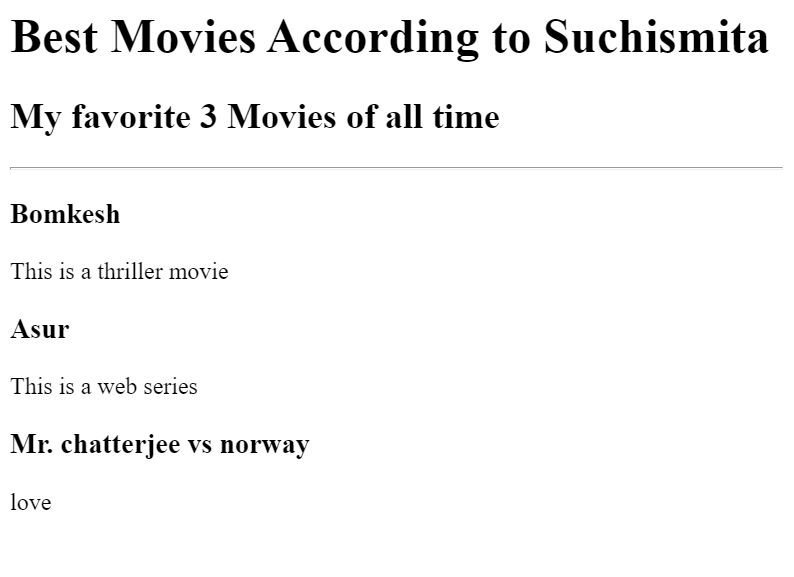 Best Movies According to Suchismita
My favorite 3 Movies of all time
Bomkesh
This is a thriller movie
Asur
This is a web series
Mr. chatterjee vs norway
love